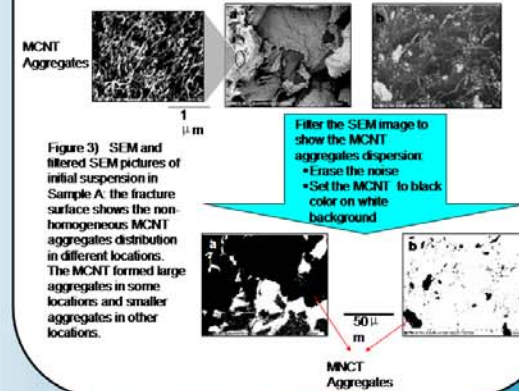 MCNT
Aggregates
a
b
1
μ m
Figure 3) SEM and
filtered SEM pictures of
initial suspension in
Sample A: the fracture
surface shows the non-
homogeneous MCNT
aggregates distribution
in different locations.
The MCNT formed large
aggregates in some
locations and smaller
aggregates in other
locations.
Filter the SEM image to
show the MCNT
aggregates dispersion:
•Erase the noise
•Set the MCNT to black
color on white
background
a
b
50 μ
m
MNCT
Aggregates